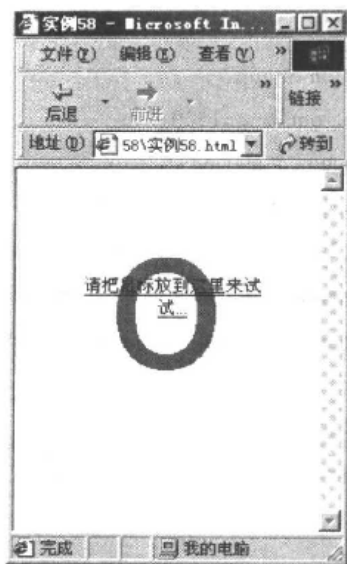 实例58 - Microsoft In...
文件(F) 编辑(E) 查看(V) »
后退 前进 » 链接 »
地址(D) 58\实例58.html 转到
请把鼠标放到这里来试
试...
O
完成 我的电脑